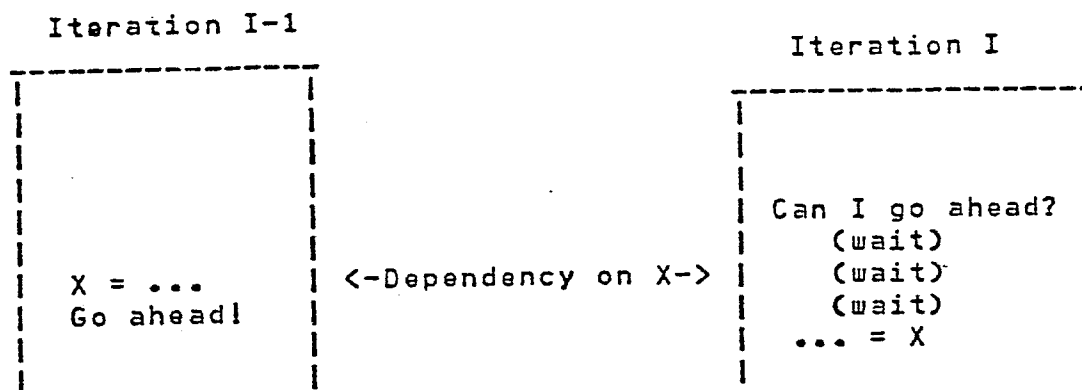 Iteration I-1
Iteration I
Can I go ahead?
(wait)
(wait)
X = ... <-Dependency on X-> (wait)
Go ahead!
... = X